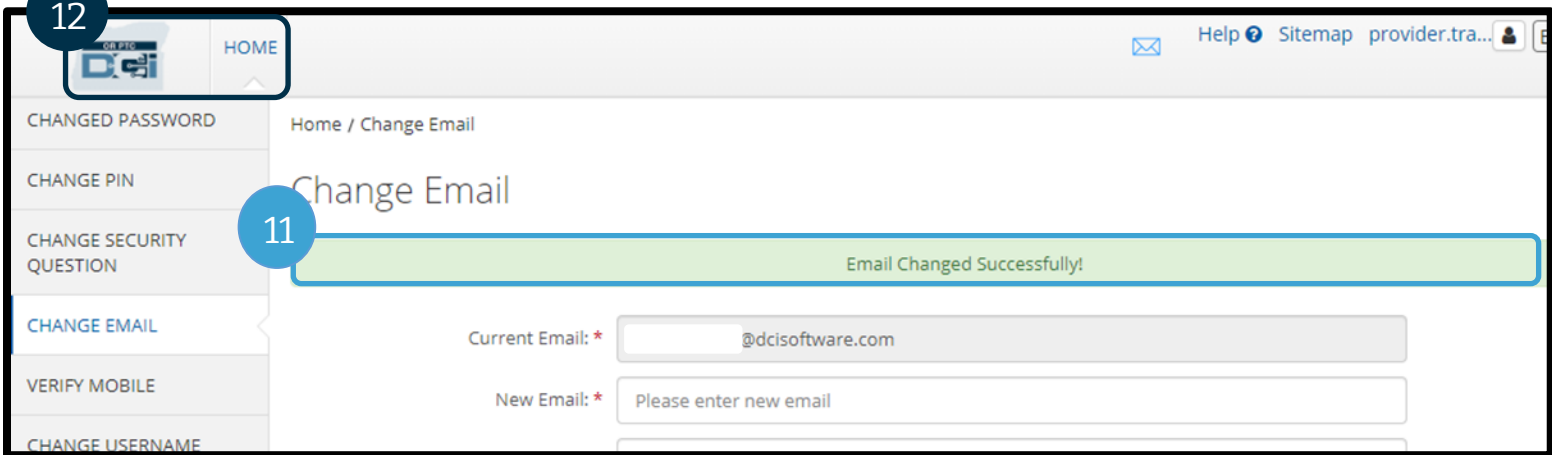 12
OR PTC
DCi
HOME
Help Sitemap provider.tra...
CHANGED PASSWORD
CHANGE PIN
CHANGE SECURITY
QUESTION
CHANGE EMAIL
VERIFY MOBILE
CHANGE USERNAME
Home / Change Email
Change Email
11
Email Changed Successfully!
Current Email: * @dcisoftware.com
New Email: * Please enter new email